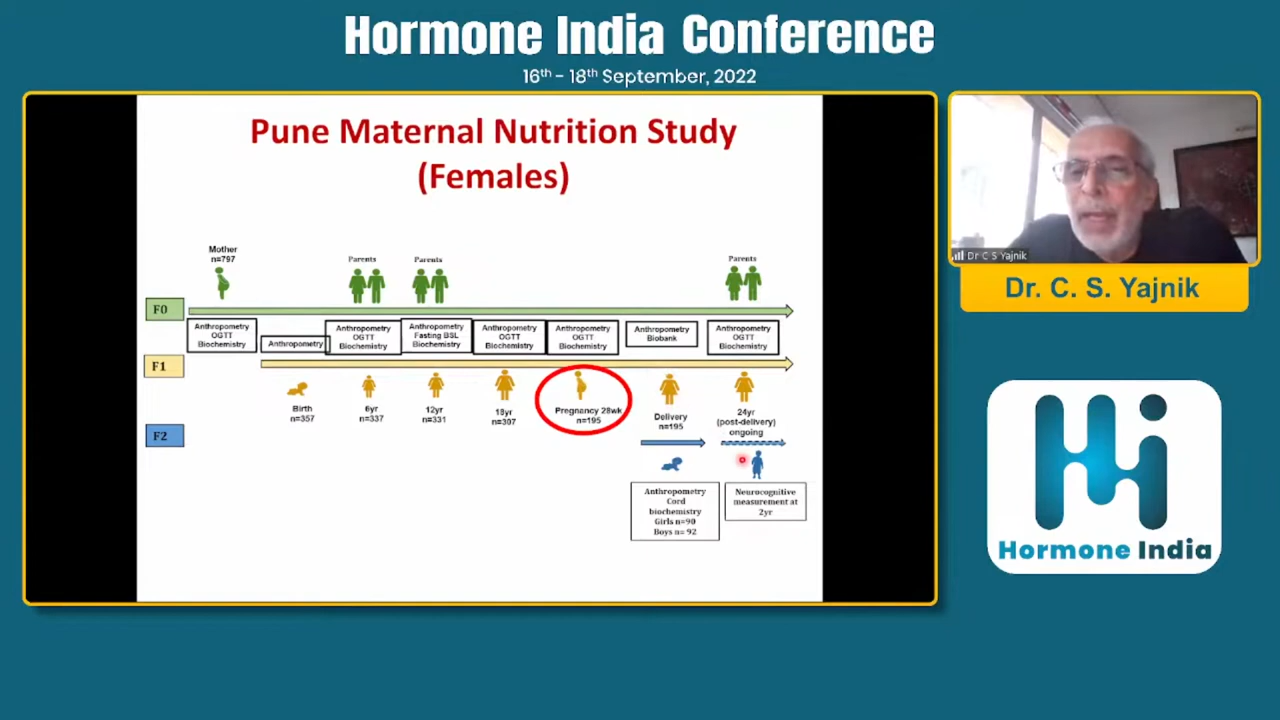 Hormone India Conference
16th - 18th September, 2022
Pune Maternal Nutrition Study
(Females)
Mother
n=797
Parents
Parents
Parents
F0
Anthropometry
OGTT
Biochemistry
Anthropometry
Anthropometry
OGTT
Biochemistry
Anthropometry
Fasting BSL
Biochemistry
Anthropometry
OGTT
Biochemistry
Anthropometry
OGTT
Biochemistry
Anthropometry
Biobank
Anthropometry
OGTT
Biochemistry
F1
Birth
n=357
6yr
n=337
12yr
n=331
18yr
n=307
Pregnancy 28wk
n=195
Delivery
n=195
24yr
(post-delivery)
ongoing
F2
Anthropometry
Cord
biochemistry
Girls n=90
Boys n= 92
Neurocognitive
measurement at
2yr
Dr C S Yajnik
Dr. C. S. Yajnik
Hormone India